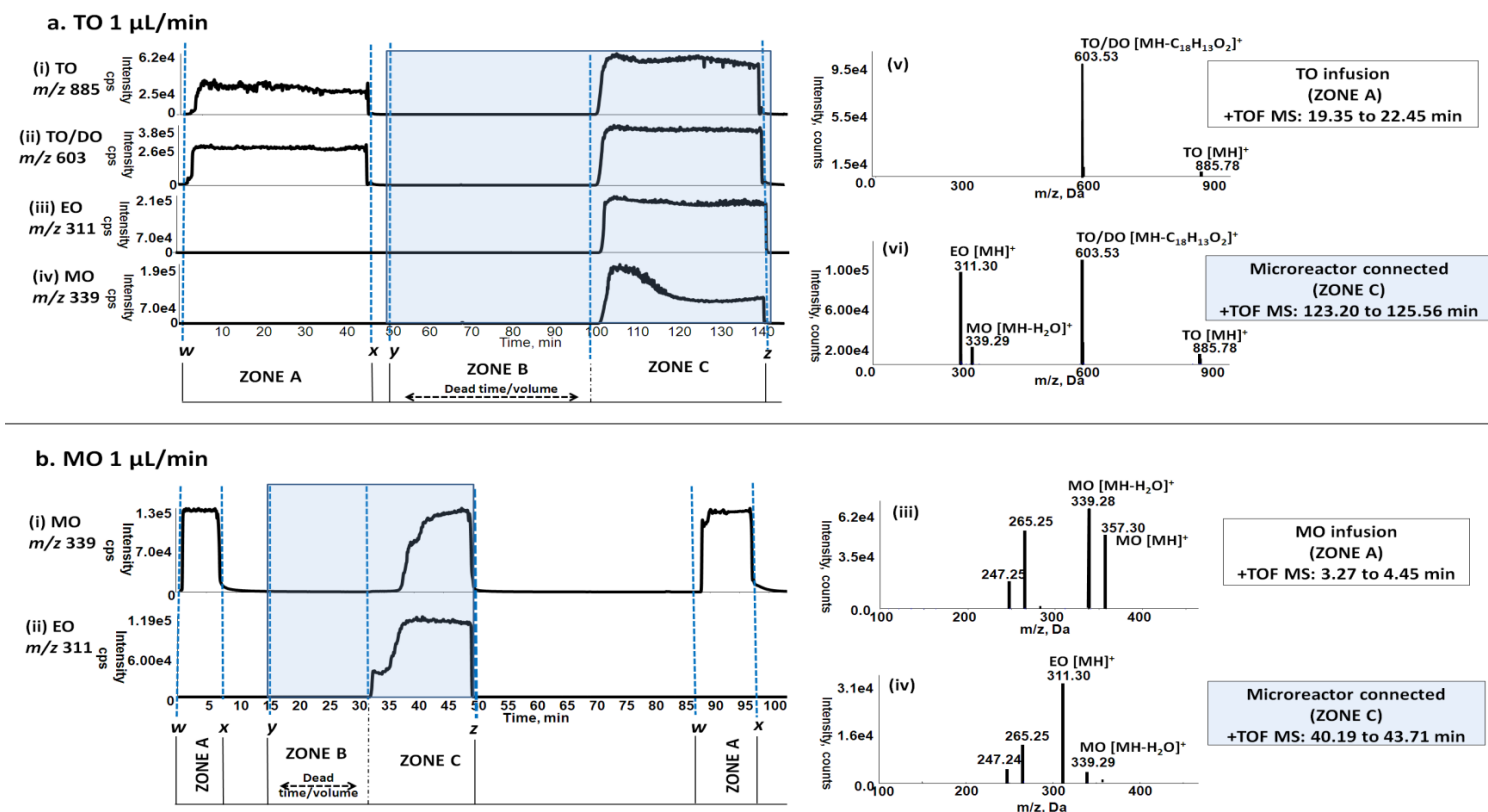 a. TO 1 µL/min
(i) TO
m/z 885
Intensity
cps
6.2e4
2.5e4
0
(ii) TO/DO
m/z 603
Intensity
cps
3.8e5
2.6e5
0
(iii) EO
m/z 311
Intensity
cps
2.1e5
7.0e4
0
(iv) MO
m/z 339
Intensity
cps
1.9e5
7.0e4
0
10 20 30 40 50 60 70 80 90 100 110 120 130 140
Time, min
w x y z
ZONE A ZONE B ZONE C
Dead time/volume
(v)
Intensity, counts
9.5e4
5.5e4
1.5e4
0.0
TO/DO [MH-C18H13O2]+
603.53
TO [MH]+
885.78
300 600 900
m/z, Da
TO infusion
(ZONE A)
+TOF MS: 19.35 to 22.45 min
(vi)
Intensity, counts
1.00e5
6.00e4
2.00e4
0.0
TO/DO [MH-C18H13O2]+
603.53
EO [MH]+
311.30
MO [MH-H2O]+
339.29
TO [MH]+
885.78
300 600 900
m/z, Da
Microreactor connected
(ZONE C)
+TOF MS: 123.20 to 125.56 min
b. MO 1 µL/min
(i) MO
m/z 339
Intensity
cps
1.3e5
7.0e4
0
(ii) EO
m/z 311
Intensity
cps
1.19e5
6.00e4
0
5 10 15 20 25 30 35 40 45 50 55 60 65 70 75 80 85 90 95 100
Time, min
w x y z w x
ZONE A ZONE B ZONE C ZONE A
Dead
time/volume
(iii)
Intensity, counts
6.2e4
3.5e4
0.0
MO [MH-H2O]+
339.28
265.25
357.30
MO [MH]+
247.25
100 200 300 400
m/z, Da
MO infusion
(ZONE A)
+TOF MS: 3.27 to 4.45 min
(iv)
Intensity, counts
3.1e4
1.6e4
0.0
EO [MH]+
311.30
265.25
247.24
MO [MH-H2O]+
339.29
100 200 300 400
m/z, Da
Microreactor connected
(ZONE C)
+TOF MS: 40.19 to 43.71 min